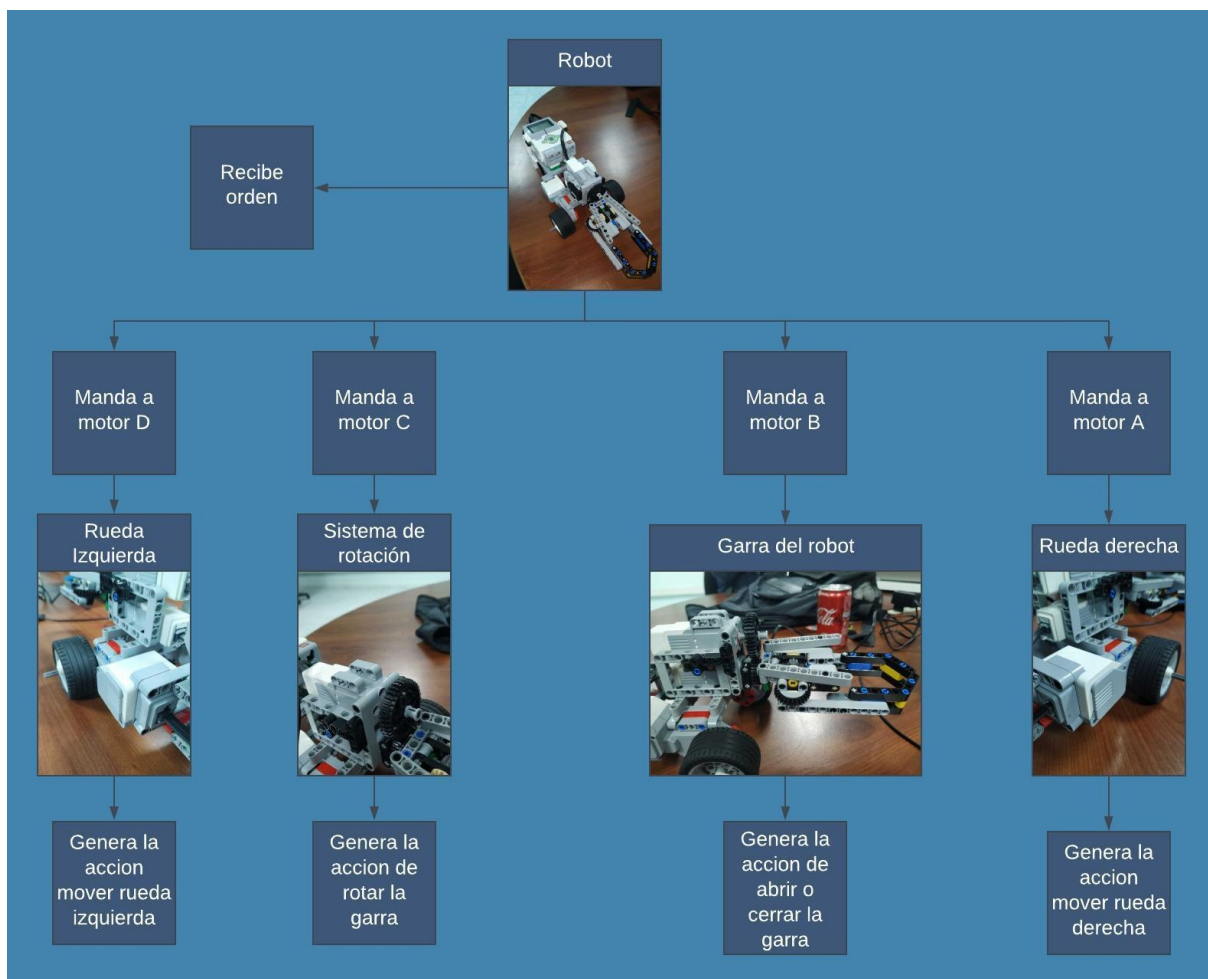 Robot
Recibe
orden
Manda a
motor D
Manda a
motor C
Manda a
motor B
Manda a
motor A
Rueda
Izquierda
Sistema de
rotación
Garra del robot
Rueda derecha
Genera la
accion
mover rueda
izquierda
Genera la
accion de
rotar la
garra
Genera la
accion de
abrir o
cerrar la
garra
Genera la
accion
mover rueda
derecha